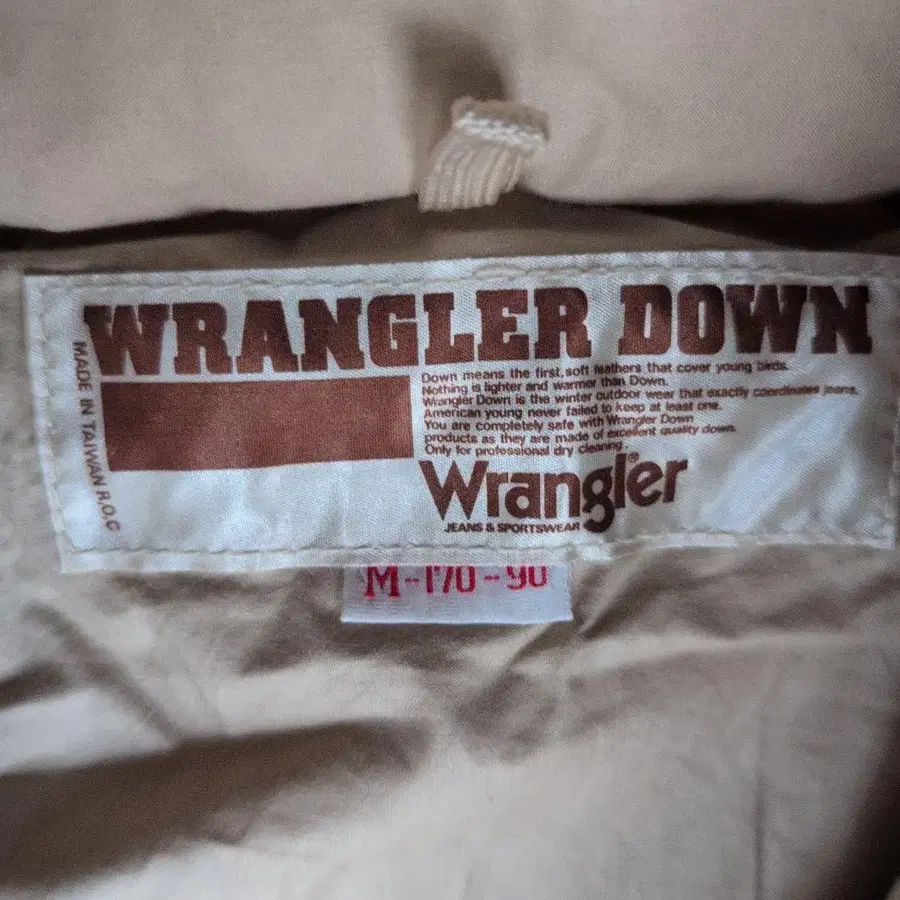 WRANGLER DOWN
MADE IN TAIWAN R.O.C
Down means the first, soft feathers that cover young birds.
Nothing is lighter and warmer than Down.
Wrangler Down is the winter outdoor wear that exactly coordinates jeans.
American young never failed to keep at least one.
You are completely safe with Wrangler Down
products as they are made of excellent quality down.
Only for professional dry cleaning.
Wrangler®
JEANS & SPORTSWEAR
M-170-90